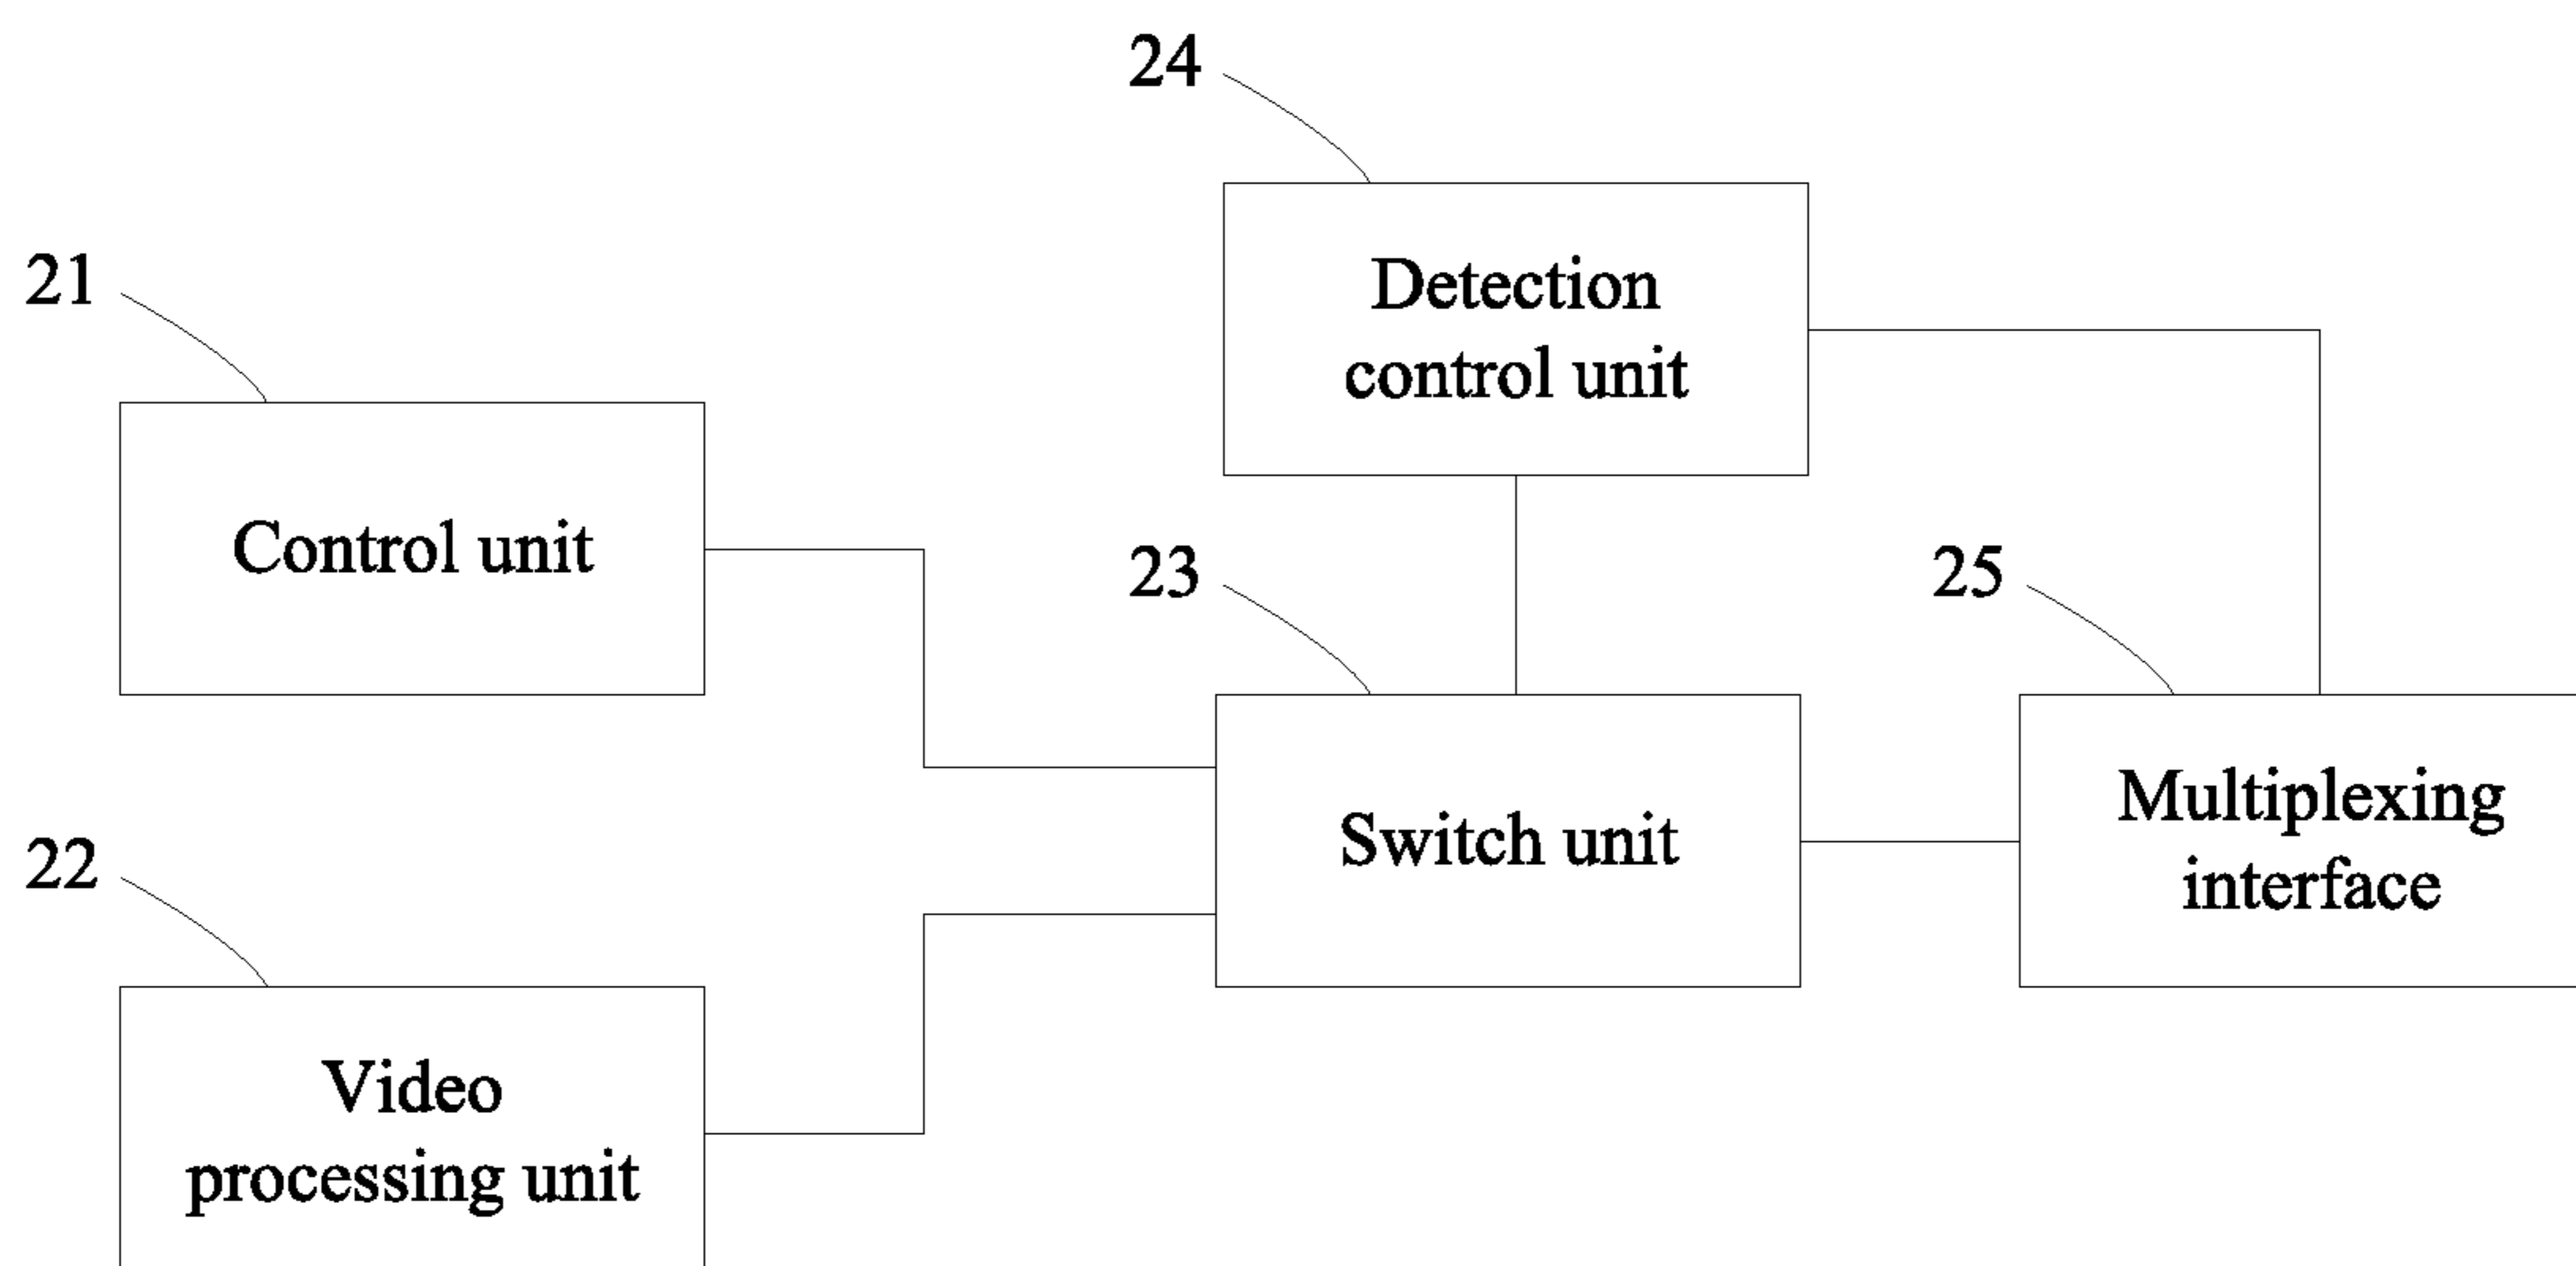 24
Detection
control unit
21
Control unit
23
25
Switch unit
Multiplexing
interface
22
Video
processing unit